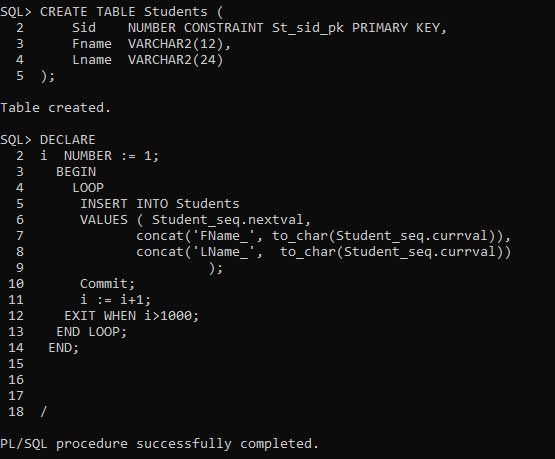 SQL> CREATE TABLE Students (
  2      Sid    NUMBER CONSTRAINT St_sid_pk PRIMARY KEY,
  3      Fname  VARCHAR2(12),
  4      Lname  VARCHAR2(24)
  5  );
Table created.
SQL> DECLARE
  2  i  NUMBER := 1;
  3    BEGIN
  4      LOOP
  5       INSERT INTO Students
  6       VALUES ( Student_seq.nextval,
  7              concat('FName_', to_char(Student_seq.currval)),
  8              concat('LName_',  to_char(Student_seq.currval))
  9                       );
 10       Commit;
 11       i := i+1;
 12     EXIT WHEN i>1000;
 13    END LOOP;
 14   END;
 15
 16
 17
 18  /
PL/SQL procedure successfully completed.